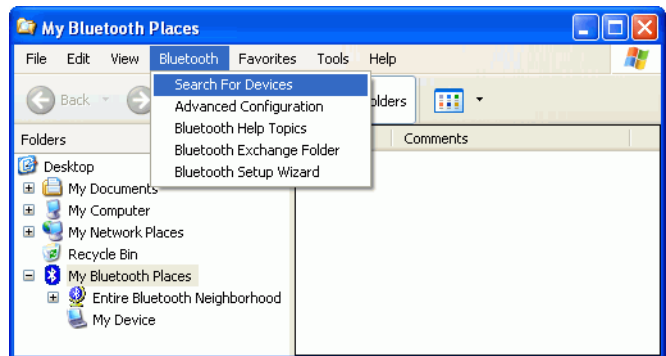 My Bluetooth Places
File Edit View Bluetooth Favorites Tools Help
Back
Search For Devices
Advanced Configuration
Bluetooth Help Topics
Bluetooth Exchange Folder
Bluetooth Setup Wizard
Folders
Comments
Desktop
My Documents
My Computer
My Network Places
Recycle Bin
My Bluetooth Places
Entire Bluetooth Neighborhood
My Device